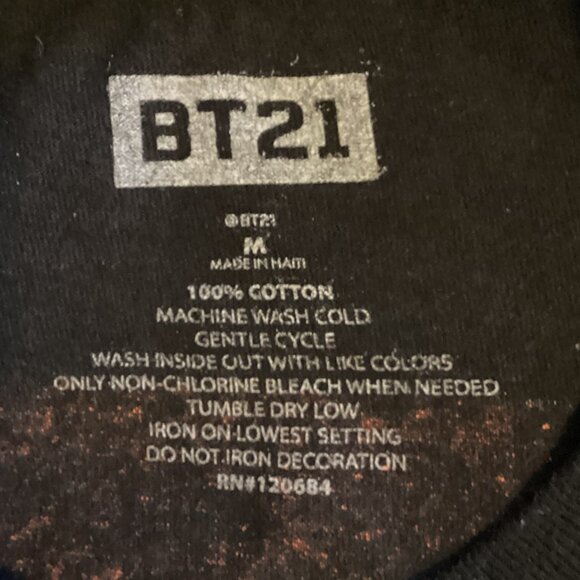 BT21
©BT21
M
MADE IN HAITI
100% COTTON
MACHINE WASH COLD
GENTLE CYCLE
WASH INSIDE OUT WITH LIKE COLORS
ONLY NON-CHLORINE BLEACH WHEN NEEDED
TUMBLE DRY LOW
IRON ON LOWEST SETTING
DO NOT IRON DECORATION
RN#120684